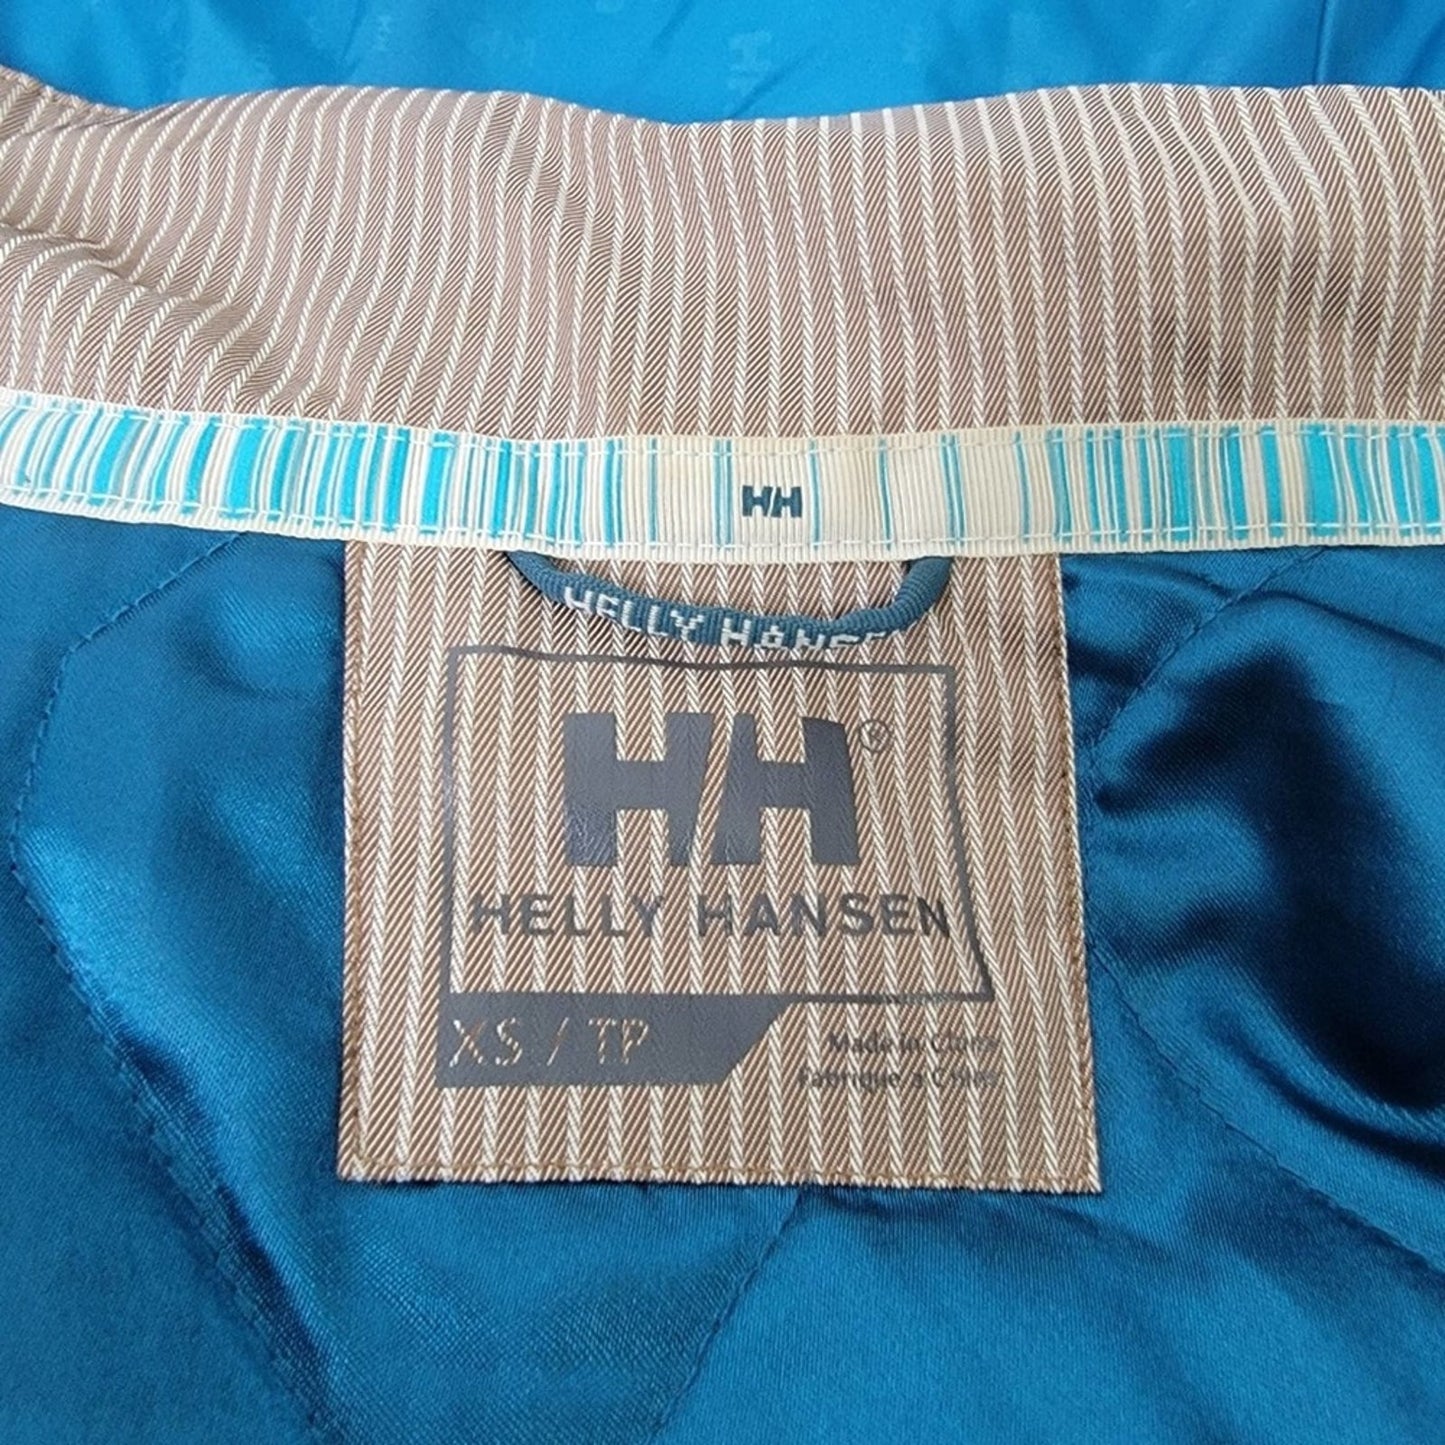 HH
HELLY HANSEN
HH®
HELLY HANSEN
XS / TP
Made in China
Fabriqué à Chine